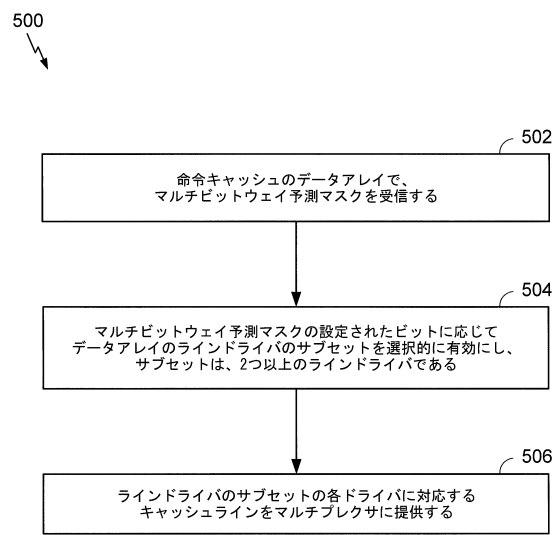 500
502
命令キャッシュのデータアレイで、
マルチビットウェイ予測マスクを受信する
504
マルチビットウェイ予測マスクの設定されたビットに応じて
データアレイのラインドライバのサブセットを選択的に有効にし、
サブセットは、2つ以上のラインドライバである
506
ラインドライバのサブセットの各ドライバに対応する
キャッシュラインをマルチプレクサに提供する